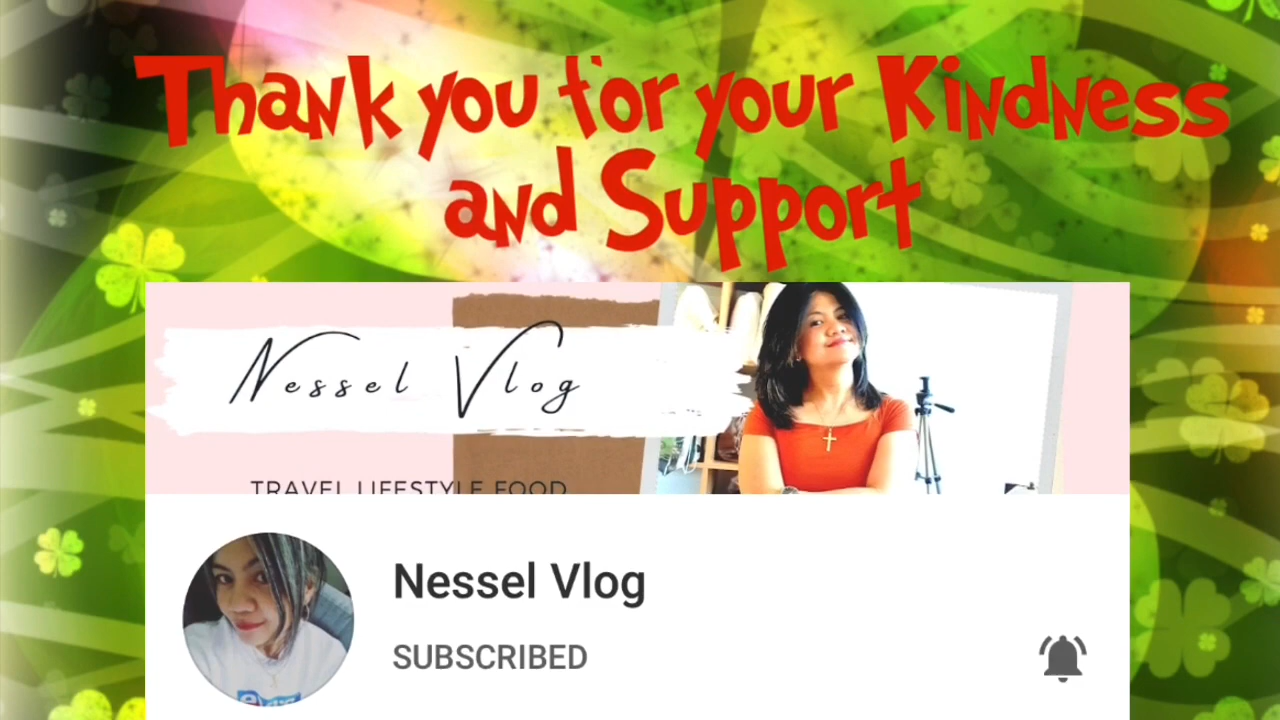 Thank you for your Kindness
and Support
Nessel Vlog
TRAVEL LIFESTYLE FOOD
Nessel Vlog
SUBSCRIBED